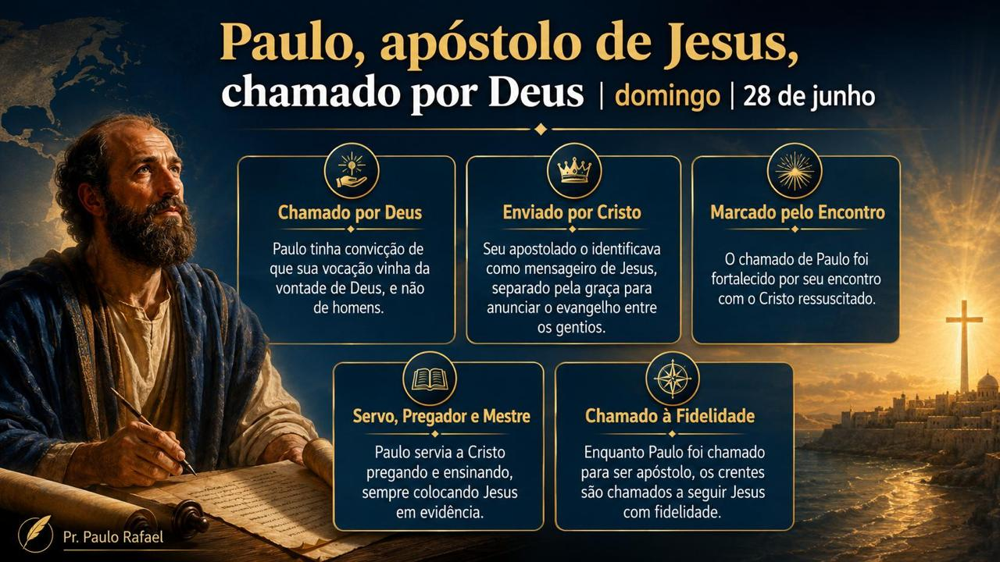 Paulo, apóstolo de Jesus,
chamado por Deus | domingo | 28 de junho
Chamado por Deus
Paulo tinha convicção de
que sua vocação vinha da
vontade de Deus, e não
de homens.
Enviado por Cristo
Seu apostolado o identificava
como mensageiro de Jesus,
separado pela graça para
anunciar o evangelho entre
os gentios.
Marcado pelo Encontro
O chamado de Paulo foi
fortalecido por seu encontro
com o Cristo ressuscitado.
Servo, Pregador e Mestre
Paulo servia a Cristo
pregando e ensinando,
sempre colocando Jesus
em evidência.
Chamado à Fidelidade
Enquanto Paulo foi chamado
para ser apóstolo, os crentes
são chamados a seguir Jesus
com fidelidade.
Pr. Paulo Rafael